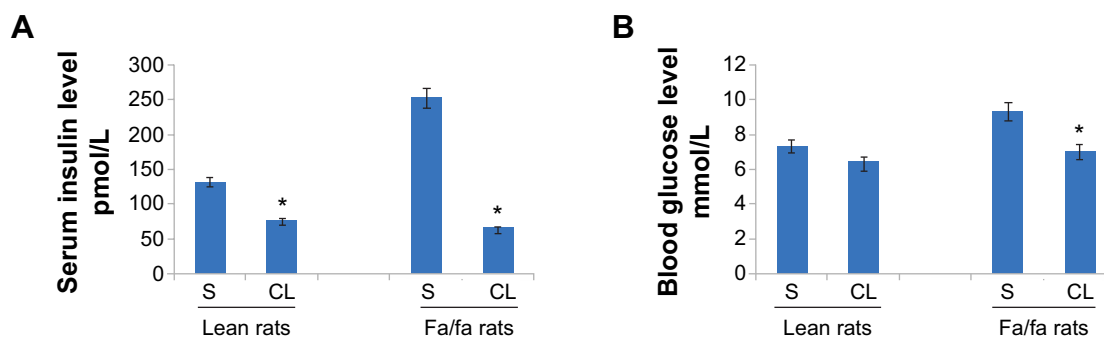 A
Serum insulin level
pmol/L
300
250
200
150
100
50
0
*
*
S CL S CL
Lean rats Fa/fa rats
B
Blood glucose level
mmol/L
12
10
8
6
4
2
0
*
S CL S CL
Lean rats Fa/fa rats